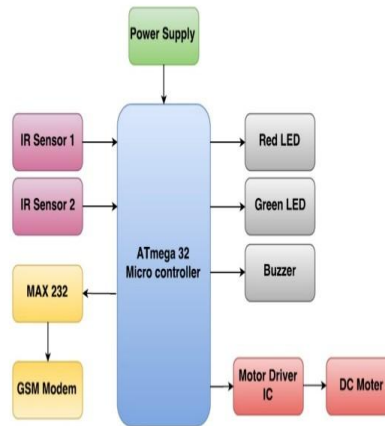 Power Supply
IR Sensor 1
Red LED
IR Sensor 2
Green LED
ATmega 32
Micro controller
Buzzer
MAX 232
GSM Modem
Motor Driver
IC
DC Moter